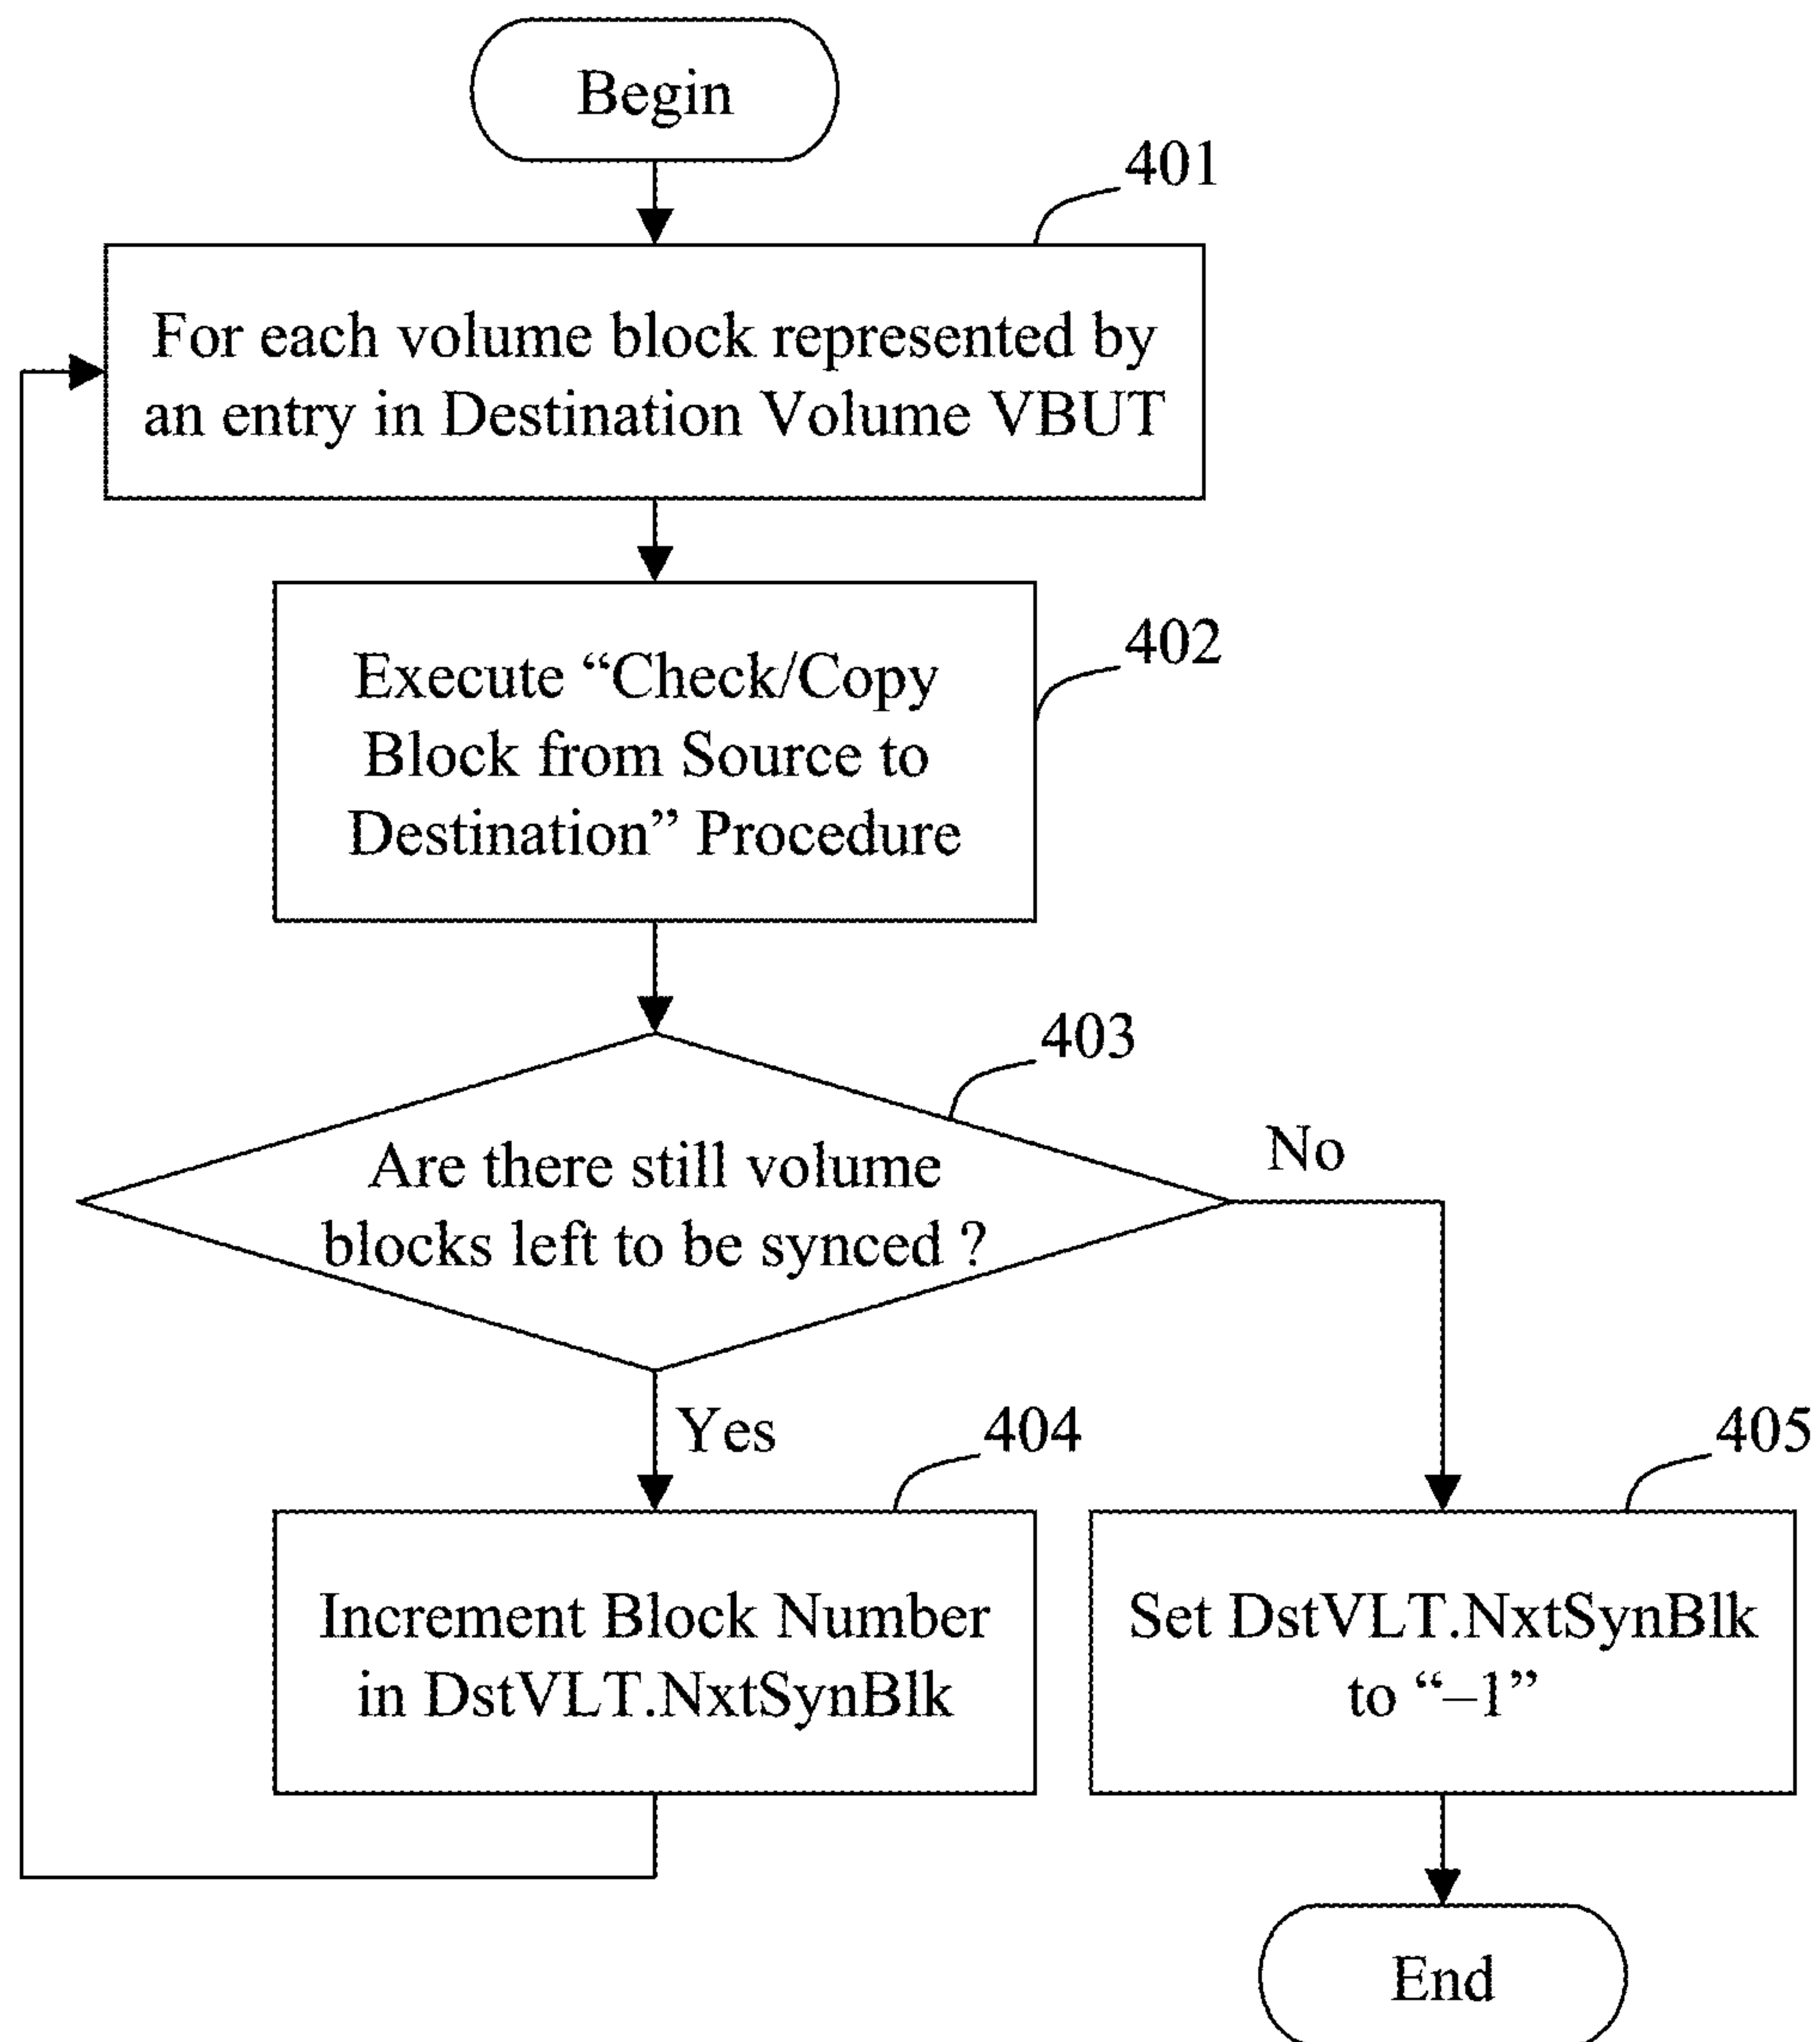 Begin
401
For each volume block represented by
an entry in Destination Volume VBUT
402
Execute “Check/Copy
Block from Source to
Destination” Procedure
403
Are there still volume
blocks left to be synced ?
No
Yes
404
405
Increment Block Number
in DstVLT.NxtSynBlk
Set DstVLT.NxtSynBlk
to “–1”
End